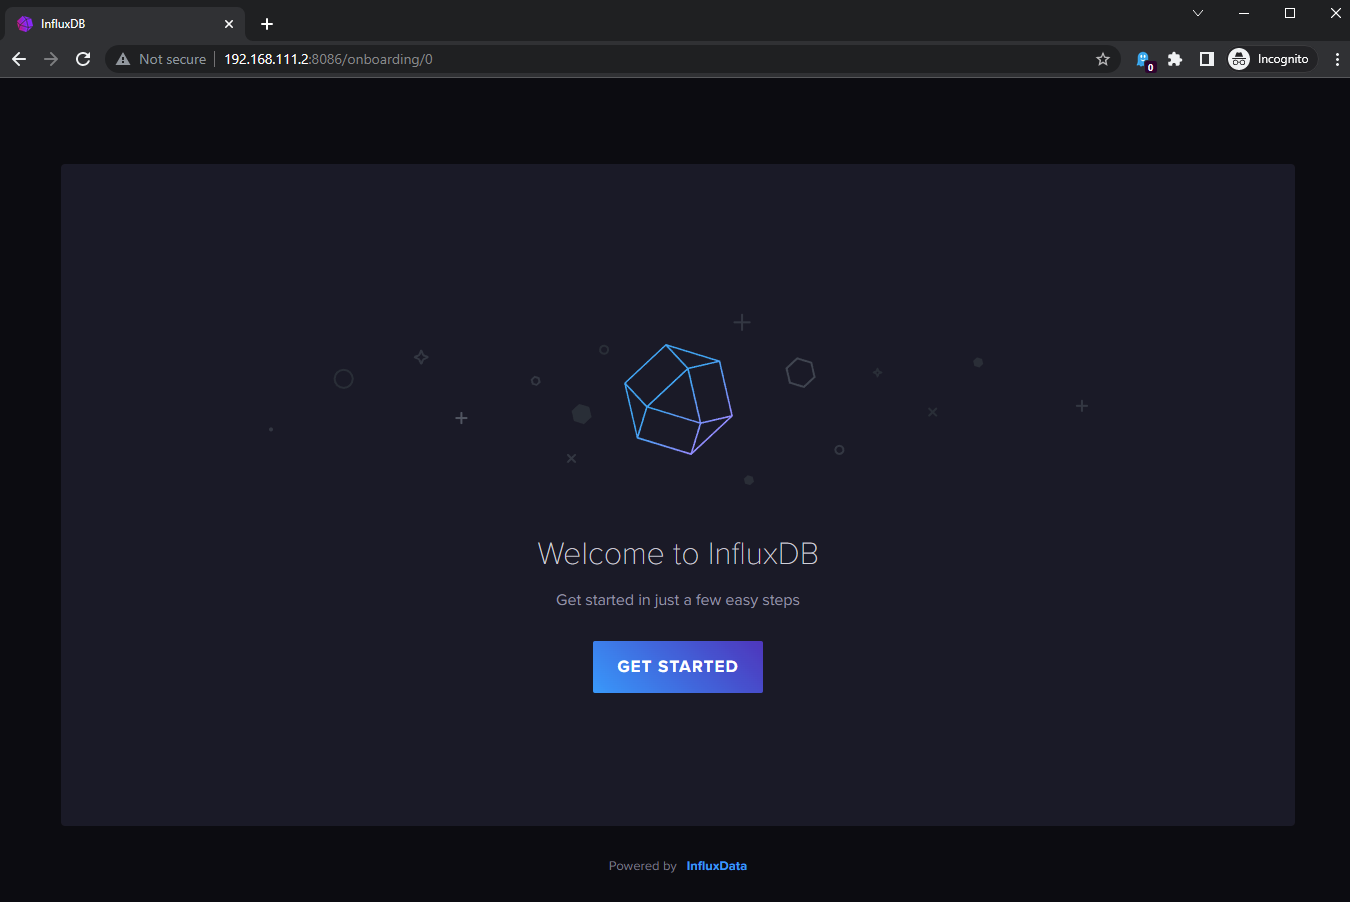 InfluxDB
Not secure 192.168.111.2:8086/onboarding/0
0
Incognito
Welcome to InfluxDB
Get started in just a few easy steps
GET STARTED
Powered by InfluxData